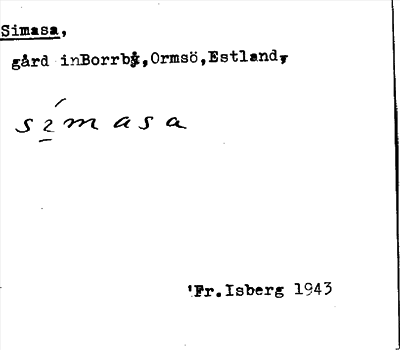 Simasa,
gård inBorrby,Ormsö,Estland,
símasa
Fr.Isberg 1943